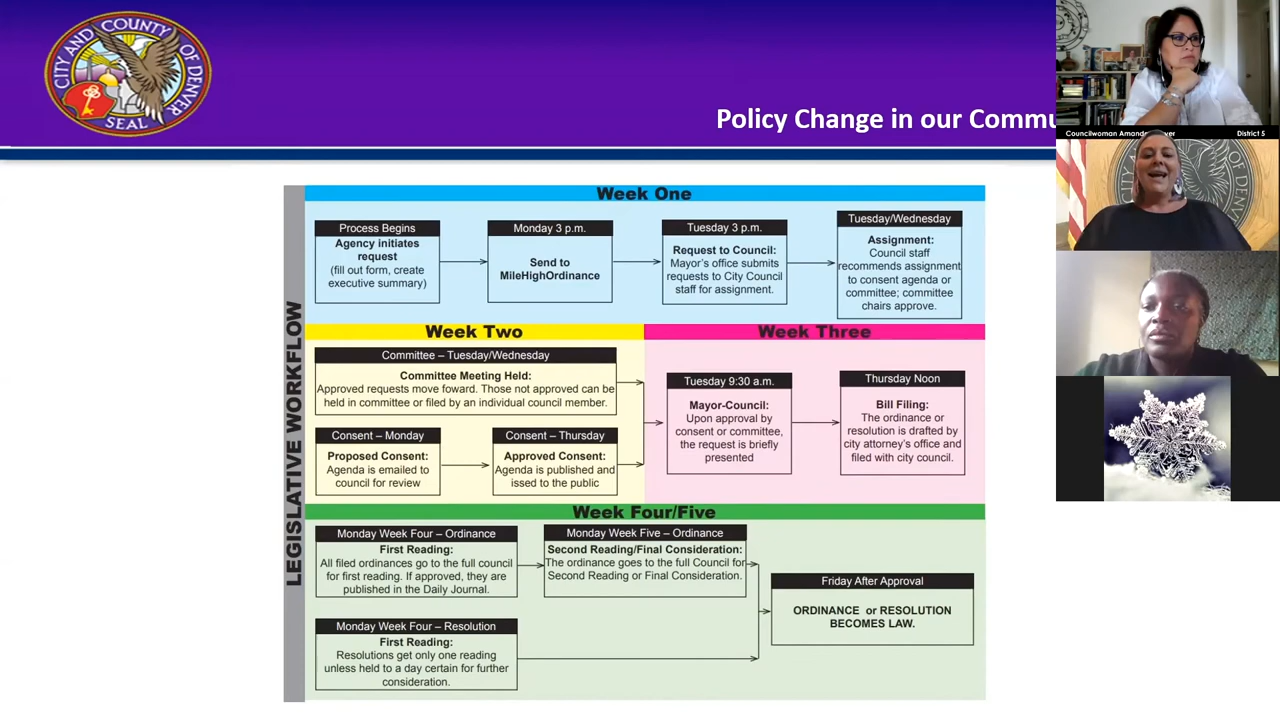 CITY AND COUNTY OF DENVER
SEAL
Policy Change in our Commu
Councilwoman Amanda
District 5
LEGISLATIVE WORKFLOW
Week One
Process Begins
Agency initiates
request
(fill out form, create
executive summary)
Monday 3 p.m.
Send to
MileHighOrdinance
Tuesday 3 p.m.
Request to Council:
Mayor's office submits
requests to City Council
staff for assignment.
Tuesday/Wednesday
Assignment:
Council staff
recommends assignment
to consent agenda or
committee; committee
chairs approve.
Week Two
Committee – Tuesday/Wednesday
Committee Meeting Held:
Approved requests move foward. Those not approved can be
held in committee or filed by an individual council member.
Consent – Monday
Proposed Consent:
Agenda is emailed to
council for review
Consent – Thursday
Approved Consent:
Agenda is published and
issed to the public
Week Three
Tuesday 9:30 a.m.
Mayor-Council:
Upon approval by
consent or committee,
the request is briefly
presented
Thursday Noon
Bill Filing:
The ordinance or
resolution is drafted by
city attorney's office and
filed with city council.
Week Four/Five
Monday Week Four – Ordinance
First Reading:
All filed ordinances go to the full council
for first reading. If approved, they are
published in the Daily Journal.
Monday Week Five – Ordinance
Second Reading/Final Consideration:
The ordinance goes to the full Council for
Second Reading or Final Consideration.
Monday Week Four – Resolution
First Reading:
Resolutions get only one reading
unless held to a day certain for further
consideration.
Friday After Approval
ORDINANCE or RESOLUTION
BECOMES LAW.